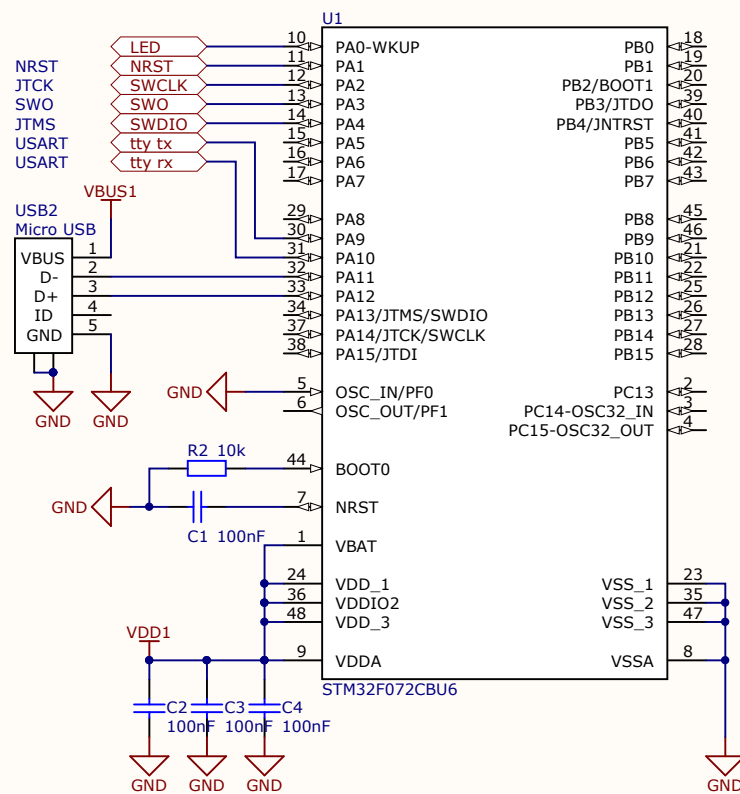 U1
LED 10 PA0-WKUP PB0 18
NRST NRST 11 PA1 PB1 19
JTCK SWCLK 12 PA2 PB2/BOOT1 20
SWO SWO 13 PA3 PB3/JTDO 39
JTMS SWDIO 14 PA4 PB4/JNTRST 40
USART tty tx 15 PA5 PB5 41
USART tty rx 16 PA6 PB6 42
17 PA7 PB7 43
VBUS1
USB2 29 PA8 PB8 45
Micro USB 30 PA9 PB9 46
VBUS 1 31 PA10 PB10 21
D- 2 32 PA11 PB11 22
D+ 3 33 PA12 PB12 25
ID 4 34 PA13/JTMS/SWDIO PB13 26
GND 5 37 PA14/JTCK/SWCLK PB14 27
38 PA15/JTDI PB15 28
GND 5 OSC_IN/PF0 PC13 2
GND GND 6 OSC_OUT/PF1 PC14-OSC32_IN 3
PC15-OSC32_OUT 4
R2 10k
44 BOOT0
GND 7 NRST
C1 100nF
1 VBAT
24 VDD_1 VSS_1 23
36 VDDIO2 VSS_2 35
48 VDD_3 VSS_3 47
VDD1
9 VDDA VSSA 8
STM32F072CBU6
C2 C3 C4
100nF 100nF 100nF
GND GND GND GND